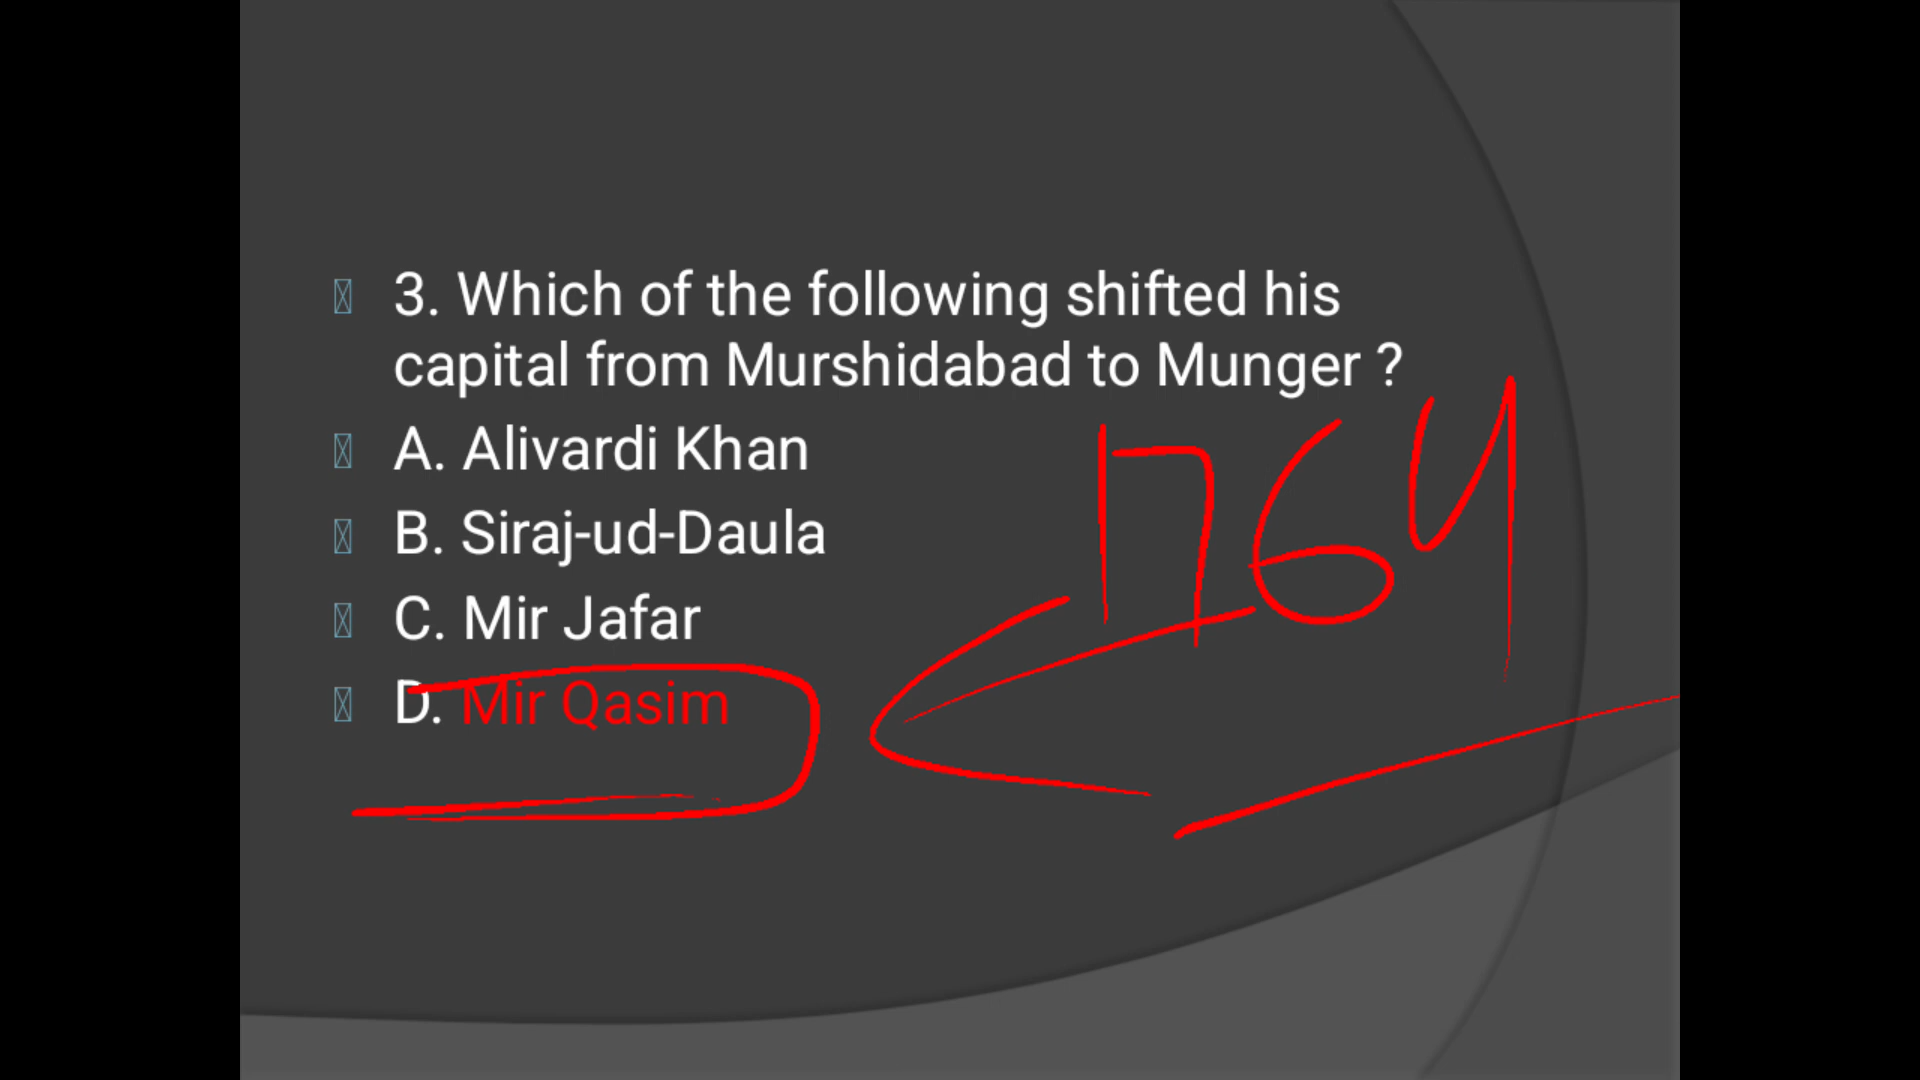 3. Which of the following shifted his
capital from Murshidabad to Munger ?
A. Alivardi Khan
B. Siraj-ud-Daula
C. Mir Jafar
D. Mir Qasim
1764